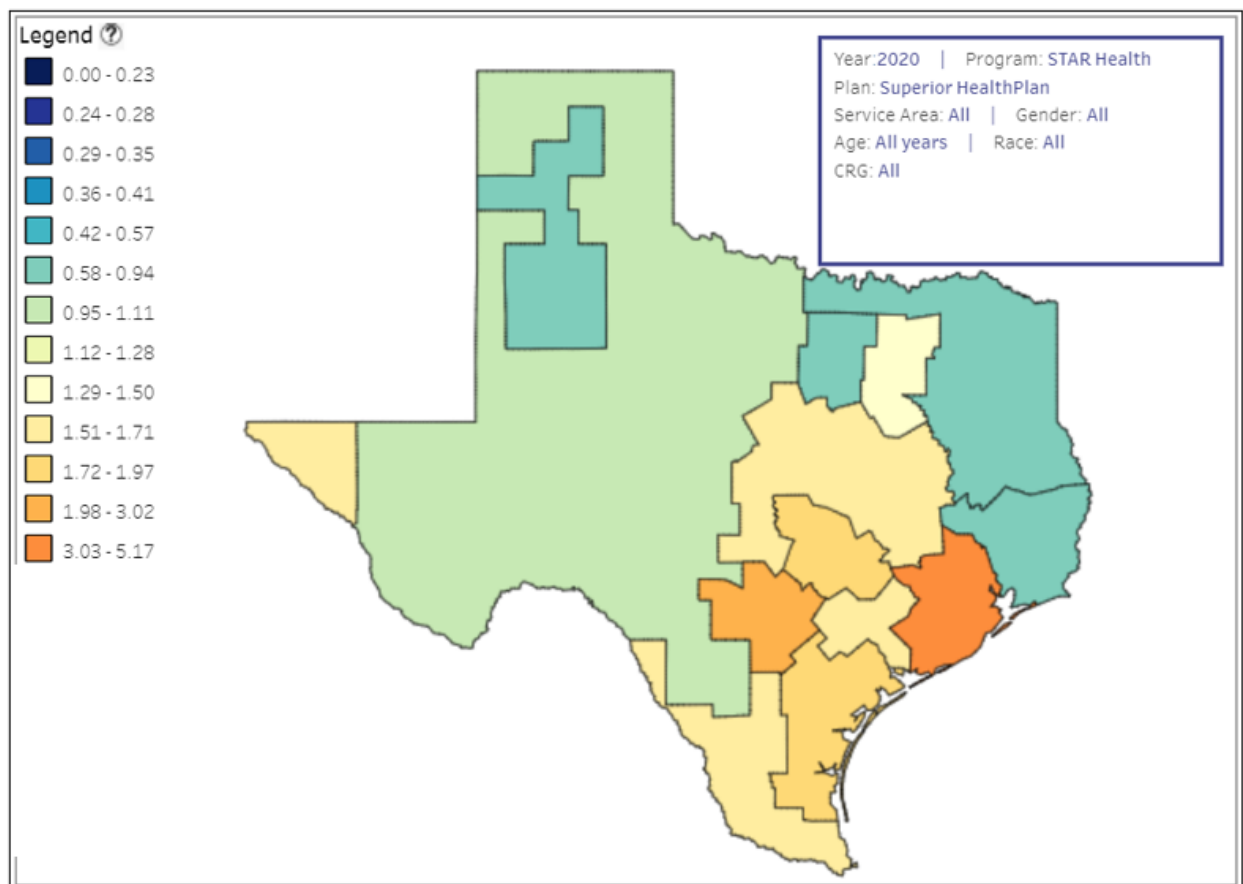 Legend ?
0.00 - 0.23
0.24 - 0.28
0.29 - 0.35
0.36 - 0.41
0.42 - 0.57
0.58 - 0.94
0.95 - 1.11
1.12 - 1.28
1.29 - 1.50
1.51 - 1.71
1.72 - 1.97
1.98 - 3.02
3.03 - 5.17
Year:2020 | Program: STAR Health
Plan: Superior HealthPlan
Service Area: All | Gender: All
Age: All years | Race: All
CRG: All